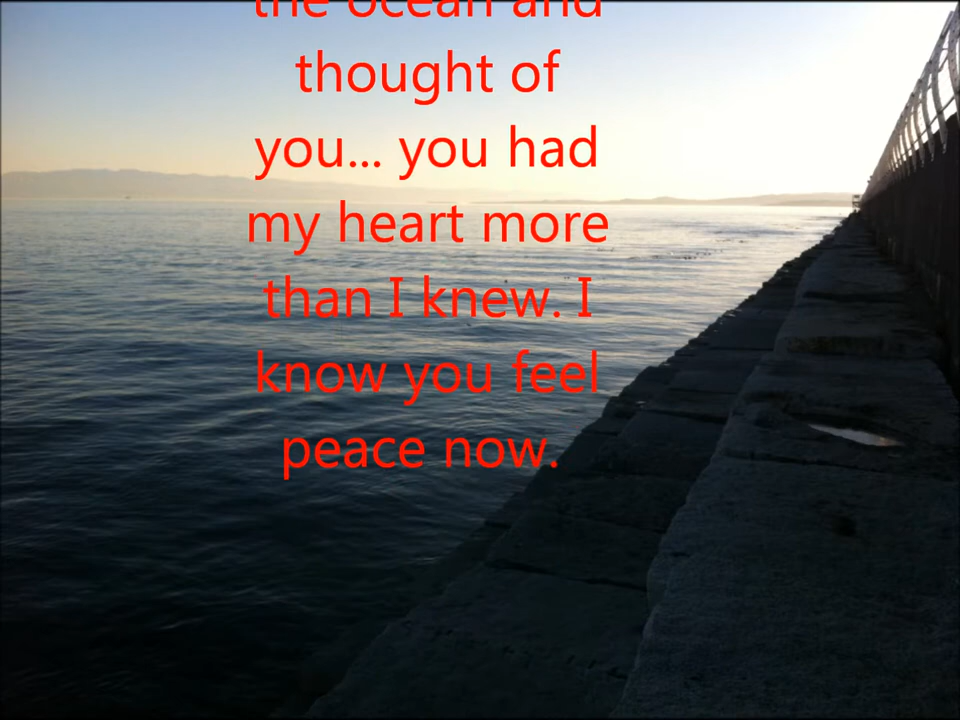 the ocean and
thought of
you... you had
my heart more
than I knew. I
know you feel
peace now.